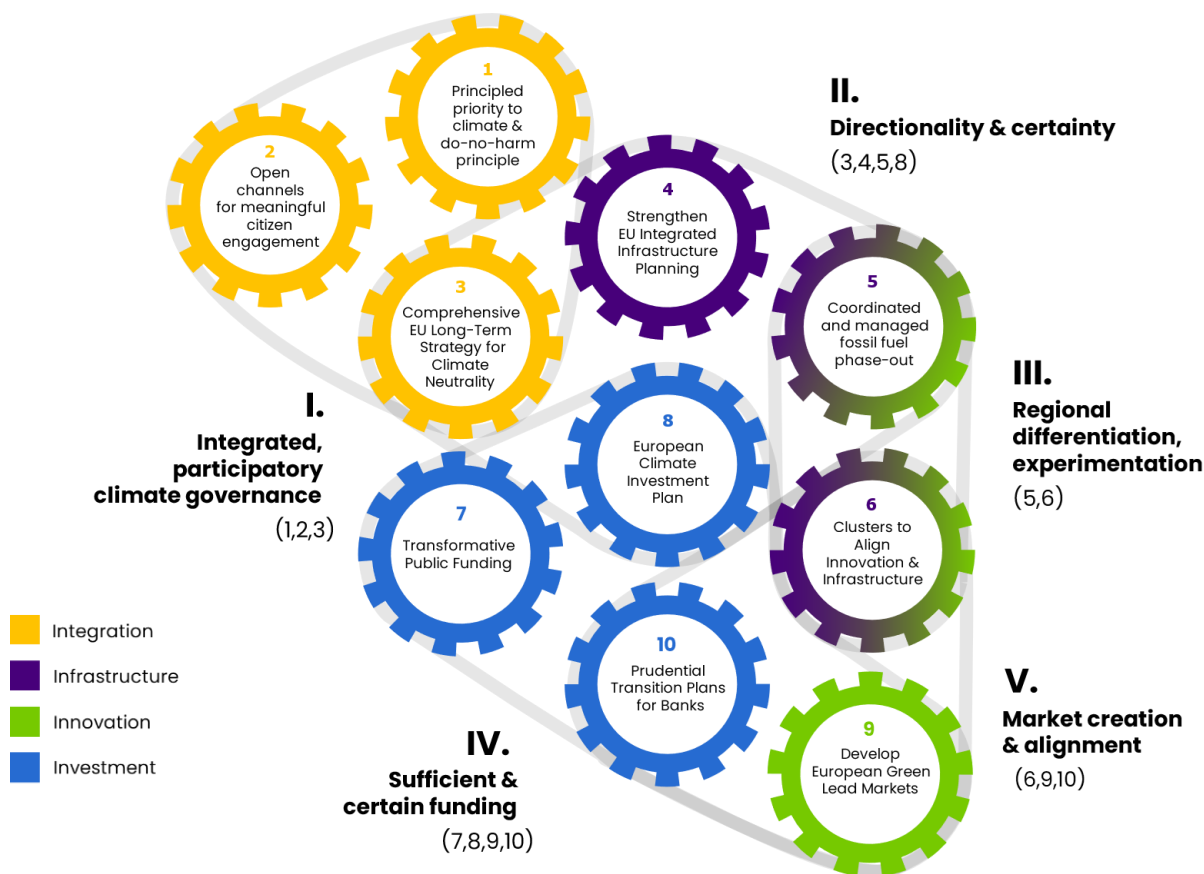 1
Principled
priority to
climate &
do-no-harm
principle
2
Open
channels
for meaningful
citizen
engagement
3
Comprehensive
EU Long-Term
Strategy for
Climate
Neutrality
4
Strengthen
EU Integrated
Infrastructure
Planning
5
Coordinated
and managed
fossil fuel
phase-out
6
Clusters to
Align
Innovation &
Infrastructure
7
Transformative
Public Funding
8
European
Climate
Investment
Plan
9
Develop
European Green
Lead Markets
10
Prudential
Transition Plans
for Banks
I.
Integrated,
participatory
climate governance
(1,2,3)
II.
Directionality & certainty
(3,4,5,8)
III.
Regional
differentiation,
experimentation
(5,6)
IV.
Sufficient &
certain funding
(7,8,9,10)
V.
Market creation
& alignment
(6,9,10)
Integration
Infrastructure
Innovation
Investment